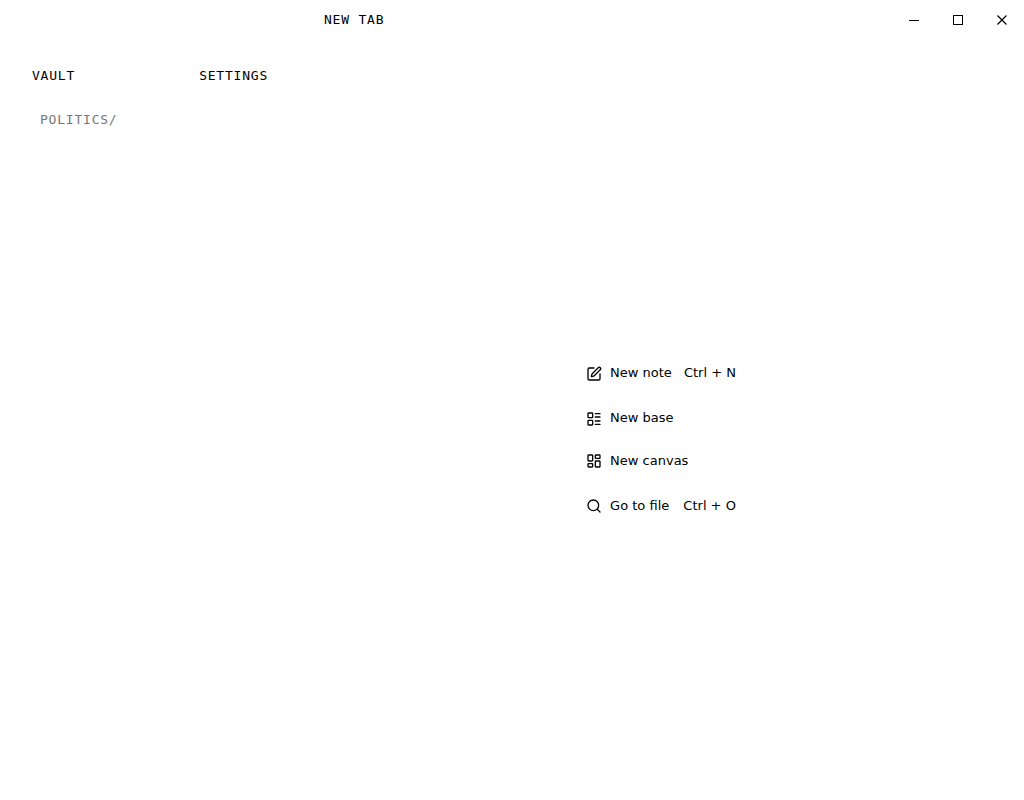 NEW TAB
VAULT SETTINGS
POLITICS/
New note Ctrl + N
New base
New canvas
Go to file Ctrl + O